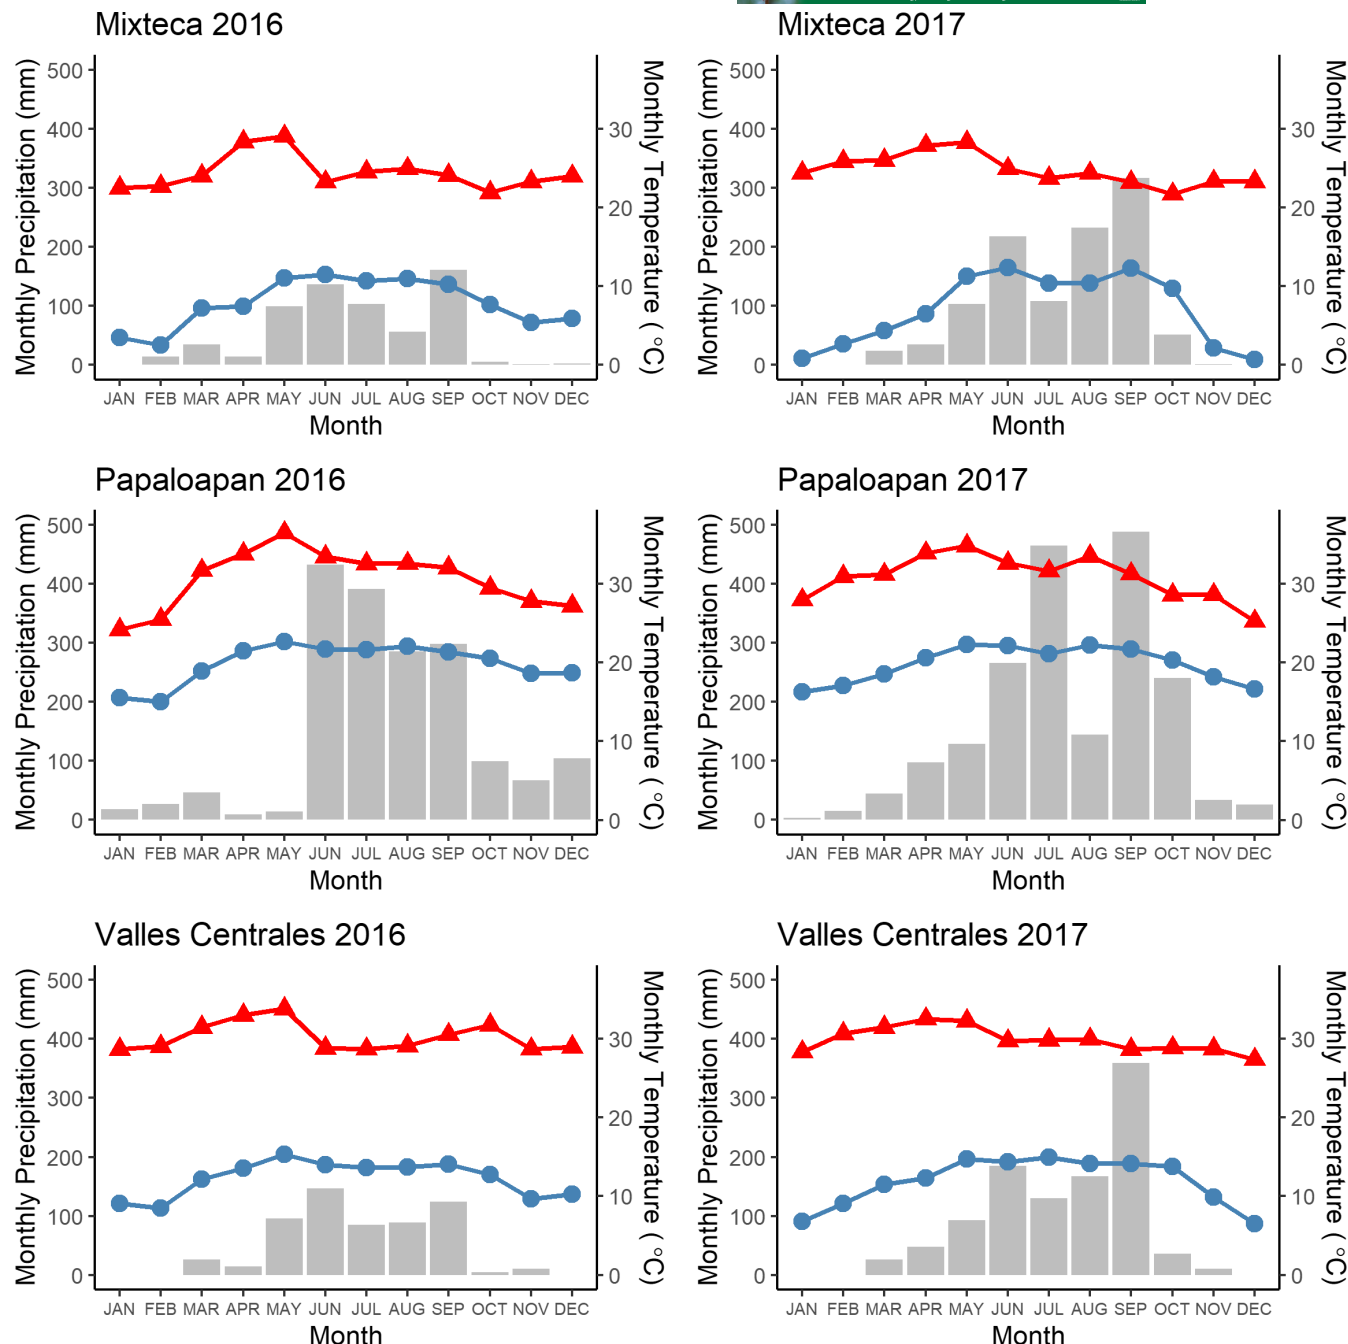 Mixteca 2016
Monthly Precipitation (mm)
500
400
300
200
100
0
30
20
10
0
Monthly Temperature ( °C)
JAN FEB MAR APR MAY JUN JUL AUG SEP OCT NOV DEC
Month
Mixteca 2017
Monthly Precipitation (mm)
500
400
300
200
100
0
30
20
10
0
Monthly Temperature ( °C)
JAN FEB MAR APR MAY JUN JUL AUG SEP OCT NOV DEC
Month
Papaloapan 2016
Monthly Precipitation (mm)
500
400
300
200
100
0
30
20
10
0
Monthly Temperature ( °C)
JAN FEB MAR APR MAY JUN JUL AUG SEP OCT NOV DEC
Month
Papaloapan 2017
Monthly Precipitation (mm)
500
400
300
200
100
0
30
20
10
0
Monthly Temperature ( °C)
JAN FEB MAR APR MAY JUN JUL AUG SEP OCT NOV DEC
Month
Valles Centrales 2016
Monthly Precipitation (mm)
500
400
300
200
100
0
30
20
10
0
Monthly Temperature ( °C)
JAN FEB MAR APR MAY JUN JUL AUG SEP OCT NOV DEC
Month
Valles Centrales 2017
Monthly Precipitation (mm)
500
400
300
200
100
0
30
20
10
0
Monthly Temperature ( °C)
JAN FEB MAR APR MAY JUN JUL AUG SEP OCT NOV DEC
Month